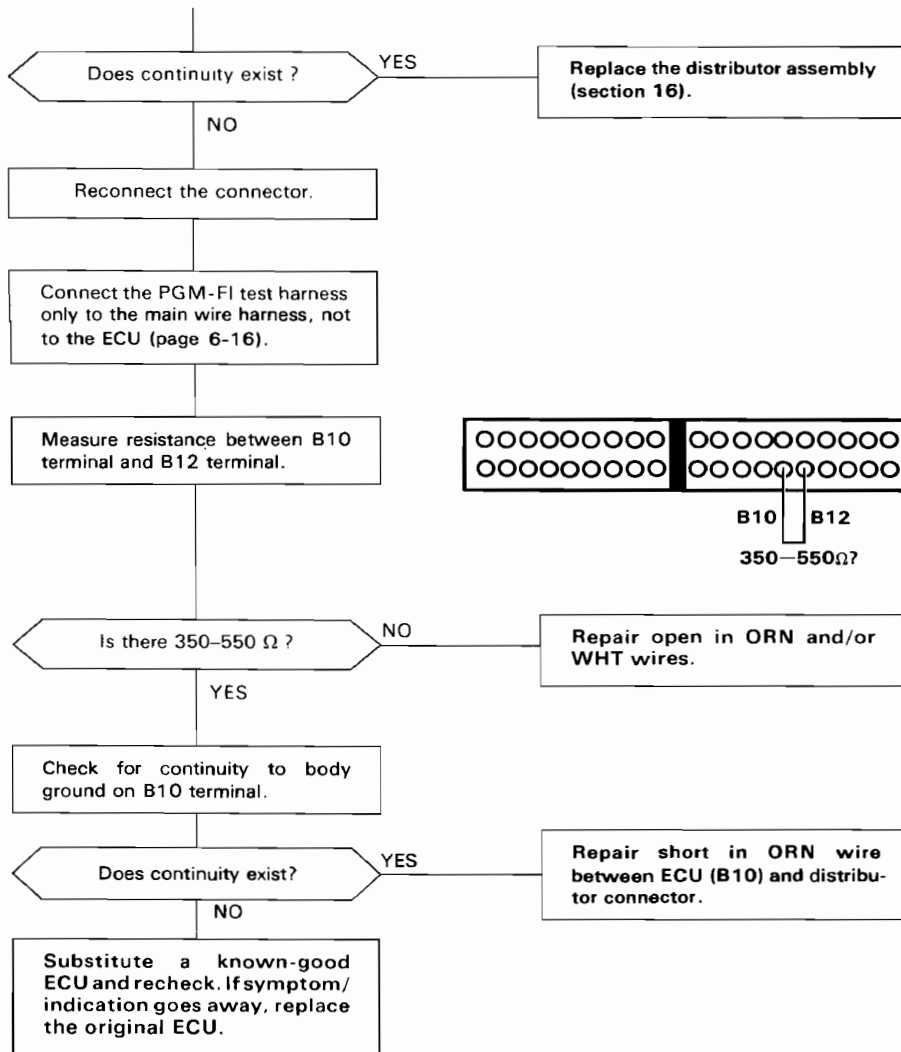 Does continuity exist ?
YES
Replace the distributor assembly
(section 16).
NO
Reconnect the connector.
Connect the PGM-FI test harness
only to the main wire harness, not
to the ECU (page 6-16).
Measure resistance between B10
terminal and B12 terminal.
B10 B12
350—550Ω?
Is there 350–550 Ω ?
NO
Repair open in ORN and/or
WHT wires.
YES
Check for continuity to body
ground on B10 terminal.
Does continuity exist?
YES
Repair short in ORN wire
between ECU (B10) and distribu-
tor connector.
NO
Substitute a known-good
ECU and recheck. If symptom/
indication goes away, replace
the original ECU.